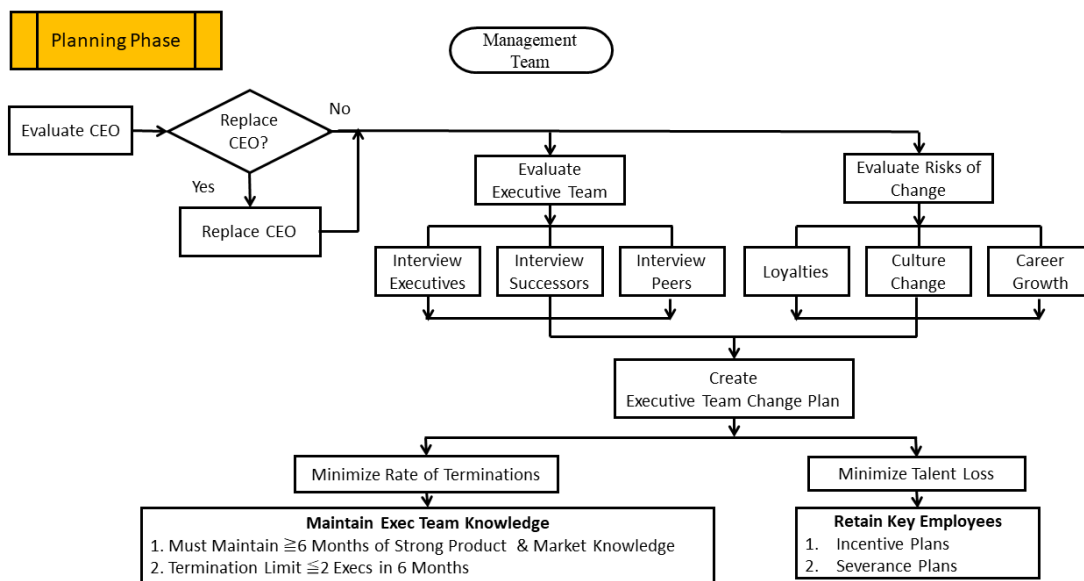 Planning Phase
Management
Team
Evaluate CEO
Replace
CEO?
No
Yes
Replace CEO
Evaluate
Executive Team
Evaluate Risks of
Change
Interview
Executives
Interview
Successors
Interview
Peers
Loyalties
Culture
Change
Career
Growth
Create
Executive Team Change Plan
Minimize Rate of Terminations
Minimize Talent Loss
Maintain Exec Team Knowledge
1. Must Maintain ≧6 Months of Strong Product & Market Knowledge
2. Termination Limit ≦2 Execs in 6 Months
Retain Key Employees
1. Incentive Plans
2. Severance Plans